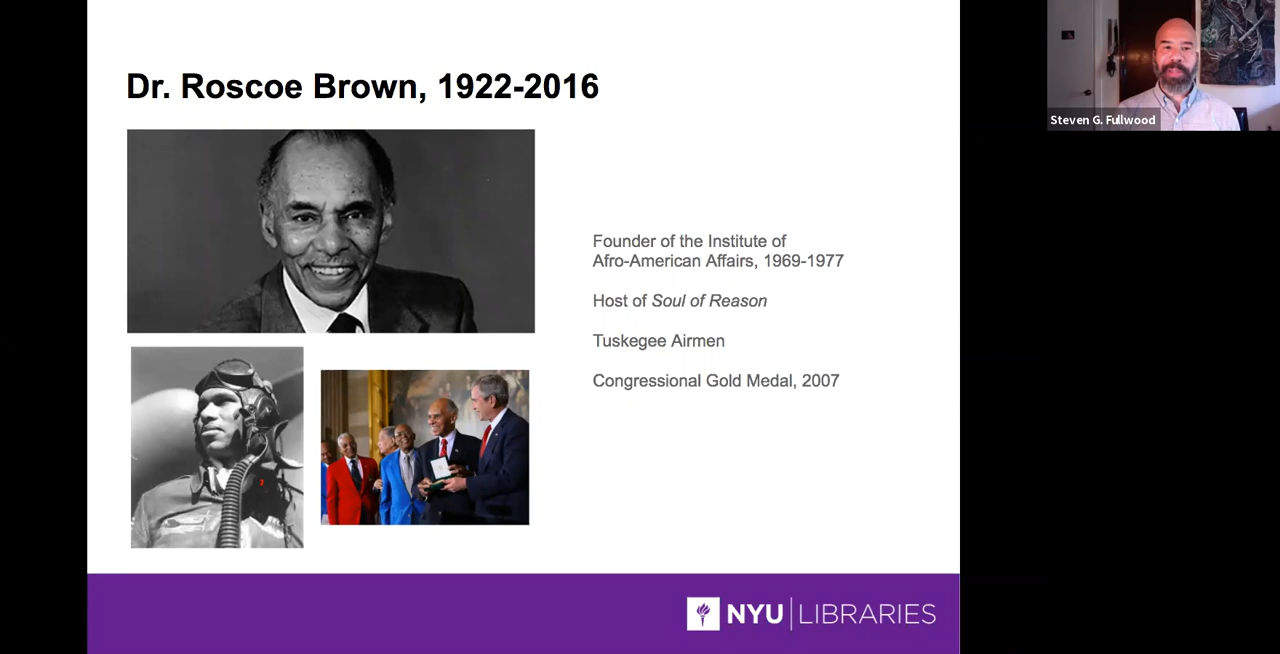 Dr. Roscoe Brown, 1922-2016
Founder of the Institute of
Afro-American Affairs, 1969-1977
Host of Soul of Reason
Tuskegee Airmen
Congressional Gold Medal, 2007
NYU LIBRARIES
Steven G. Fullwood